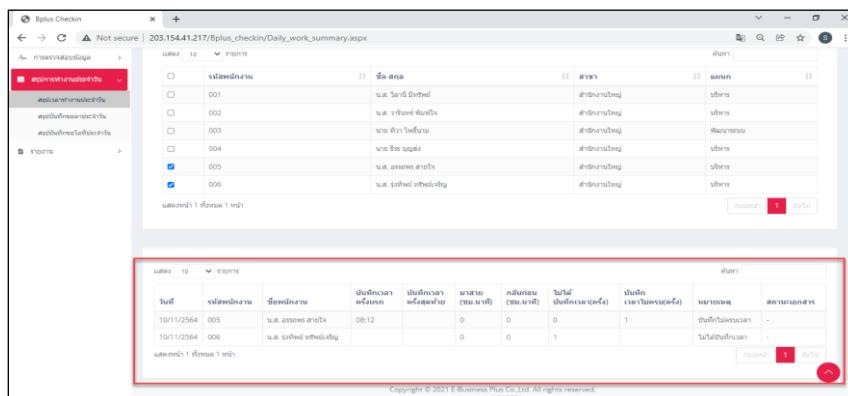 Bplus Checkin
Not secure | 203.154.41.217/Bplus_checkin/Daily_work_summary.aspx
S
การตรวจสอบข้อมูล
สรุปการทำงานประจำวัน
สรุปเวลาทำงานประจำวัน
สรุปบันทึกขอลาประจำวัน
สรุปบันทึกขอโอทีประจำวัน
รายงาน
แสดง 10 รายการ ค้นหา
รหัสพนักงาน ชื่อ-สกุล สาขา แผนก
001 น.ส. วิลานี มีทรัพย์ สำนักงานใหญ่ บริหาร
002 น.ส. วารินทร์ พิมพ์ใจ สำนักงานใหญ่ บริหาร
003 นาย ทิวา โพธิ์นาม สำนักงานใหญ่ พัฒนาระบบ
004 นาย ธีระ บุญส่ง สำนักงานใหญ่ บริหาร
005 น.ส. อรรถพร สายใจ สำนักงานใหญ่ บริหาร
006 น.ส. รุ่งทิพย์ ทรัพย์เจริญ สำนักงานใหญ่ บริหาร
แสดงหน้า 1 ทั้งหมด 1 หน้า ก่อนหน้า 1 ถัดไป
แสดง 10 รายการ ค้นหา
วันที่ รหัสพนักงาน ชื่อพนักงาน บันทึกเวลาครั้งแรก บันทึกเวลาครั้งสุดท้าย มาสาย (ชม.นาที) กลับก่อน (ชม.นาที) ไม่ได้บันทึกเวลา(ครั้ง) บันทึกเวลาไม่ครบ(ครั้ง) หมายเหตุ สถานะเอกสาร
10/11/2564 005 น.ส. อรรถพร สายใจ 08:12 0 0 0 1 บันทึกไม่ครบเวลา -
10/11/2564 006 น.ส. รุ่งทิพย์ ทรัพย์เจริญ 0 0 1 ไม่ได้บันทึกเวลา -
แสดงหน้า 1 ทั้งหมด 1 หน้า ก่อนหน้า 1 ถัดไป
Copyright © 2021 E-Business Plus Co.,Ltd. All rights reserved.